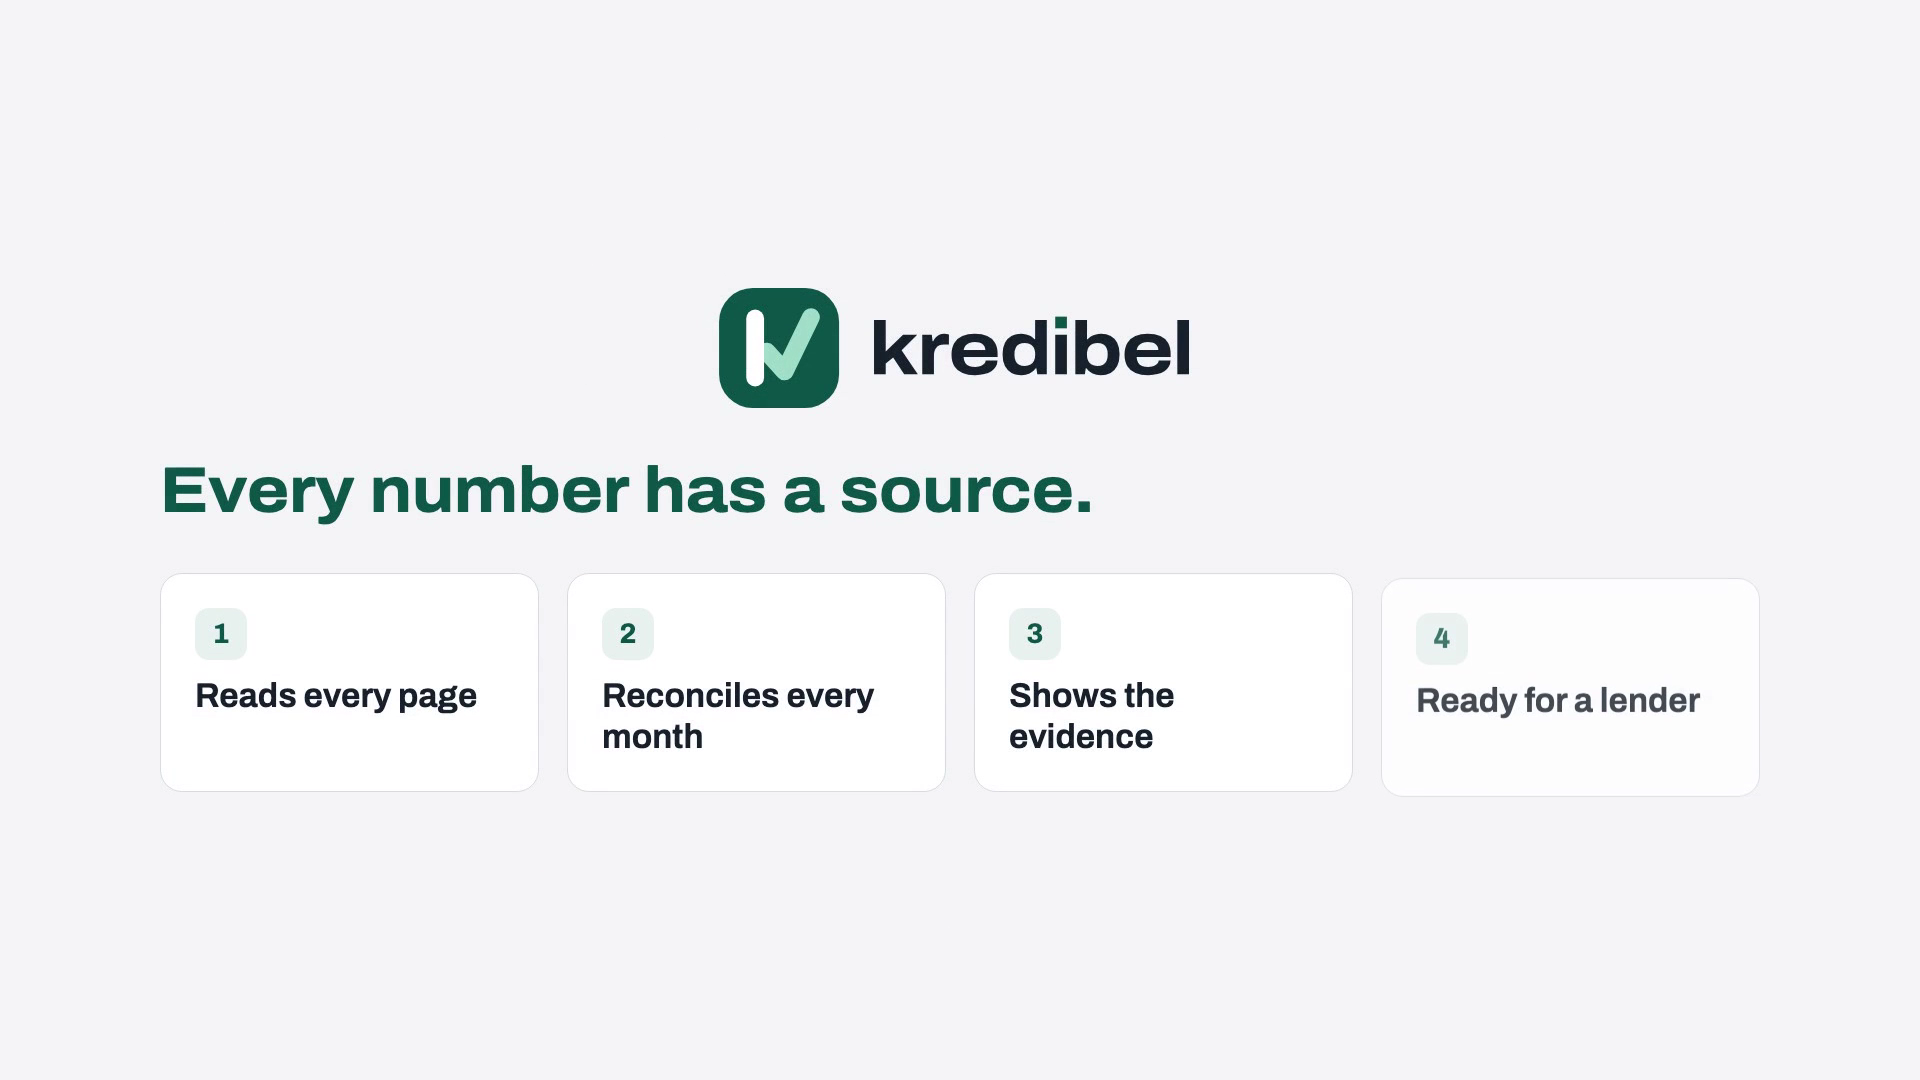 kredibel
Every number has a source.
1
Reads every page
2
Reconciles every
month
3
Shows the
evidence
4
Ready for a lender